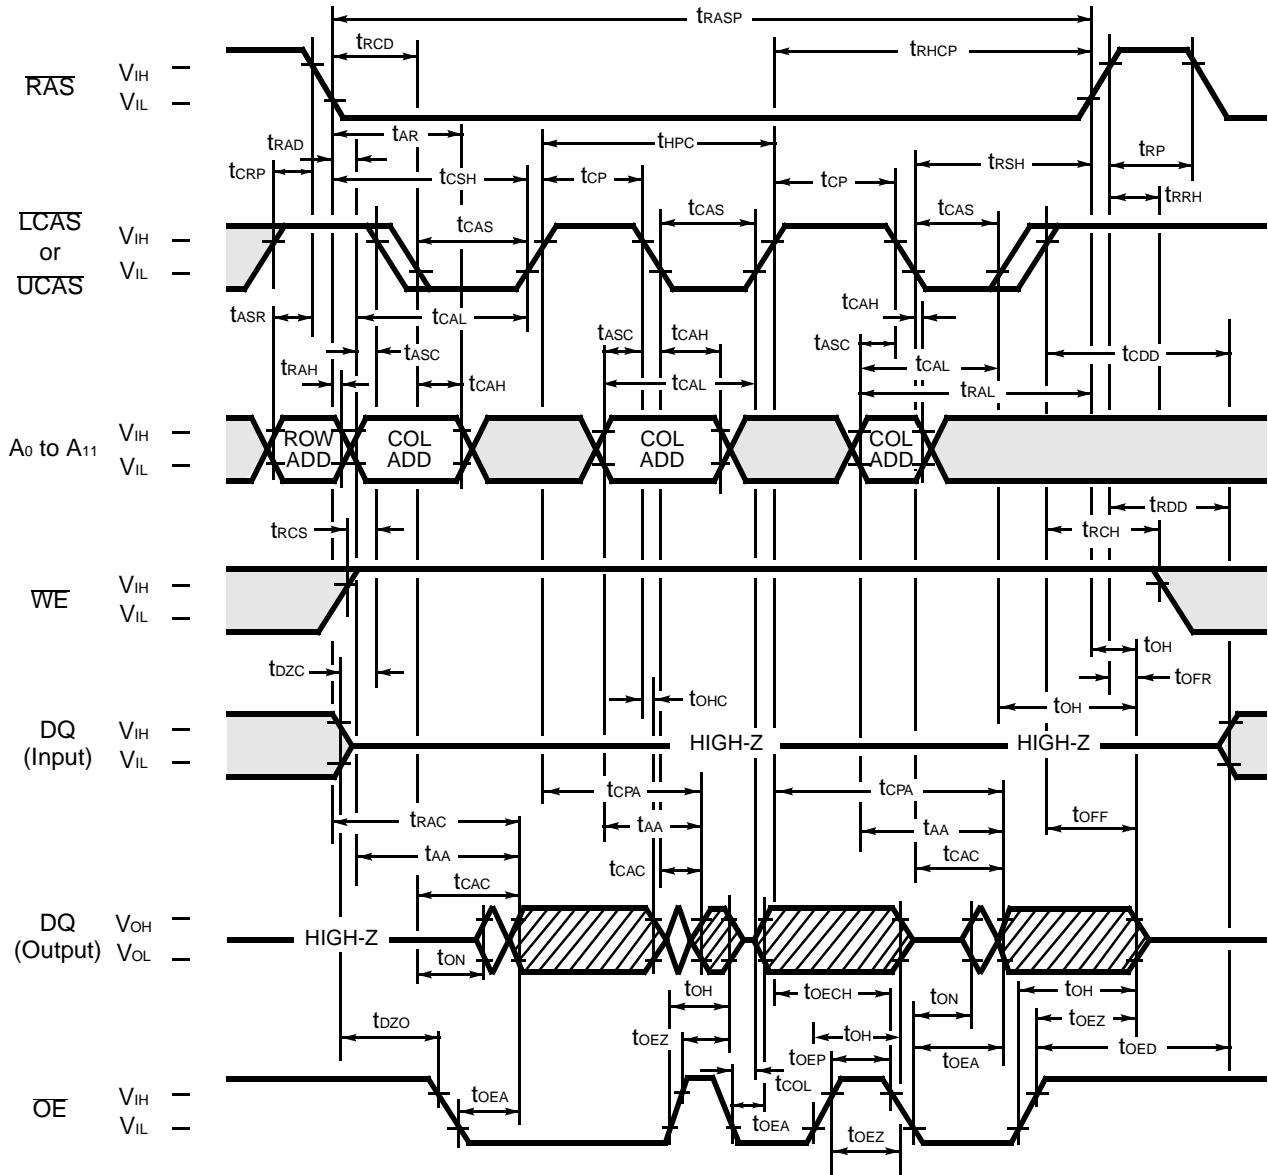 tRASP
tRCD
tRHCP
RAS
VIH
VIL
tRAD
tAR
tHPC
tRP
tCRP
tCSH
tCP
tCP
tRSH
tRRH
LCAS
or
UCAS
VIH
VIL
tCAS
tCAS
tCAS
tASR
tCAL
tCAH
tASC
tASC
tCAH
tASC
tCDD
tRAH
tCAH
tCAL
tCAL
tRAL
A0 to A11
VIH
VIL
ROW
ADD
COL
ADD
COL
ADD
COL
ADD
tRDD
tRCS
tRCH
WE
VIH
VIL
tOH
tDZC
tOFR
tOHC
tOH
DQ
(Input)
VIH
VIL
HIGH-Z
HIGH-Z
tCPA
tCPA
tRAC
tAA
tAA
tOFF
tAA
tCAC
tCAC
tCAC
DQ
(Output)
VOH
VOL
HIGH-Z
tON
tOH
tOECH
tON
tOH
tDZO
tOEZ
tOH
tOEZ
tOEP
tOEA
tOED
tCOL
OE
VIH
VIL
tOEA
tOEA
tOEZ